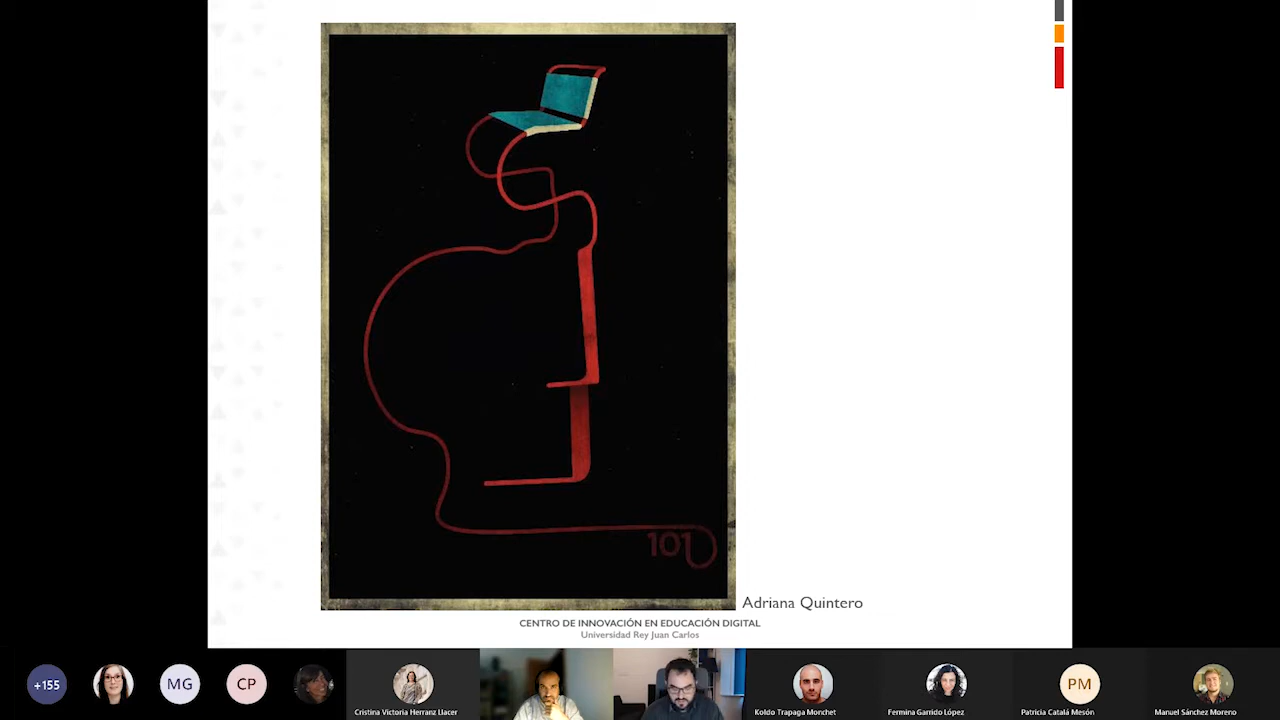 101
Adriana Quintero
CENTRO DE INNOVACIÓN EN EDUCACIÓN DIGITAL
Universidad Rey Juan Carlos
+155
MG
CP
Cristina Victoria Herranz Llacer
Koldo Trapaga Monchet
Fermina Garrido López
PM
Patricia Catalá Mesón
Manuel Sánchez Moreno